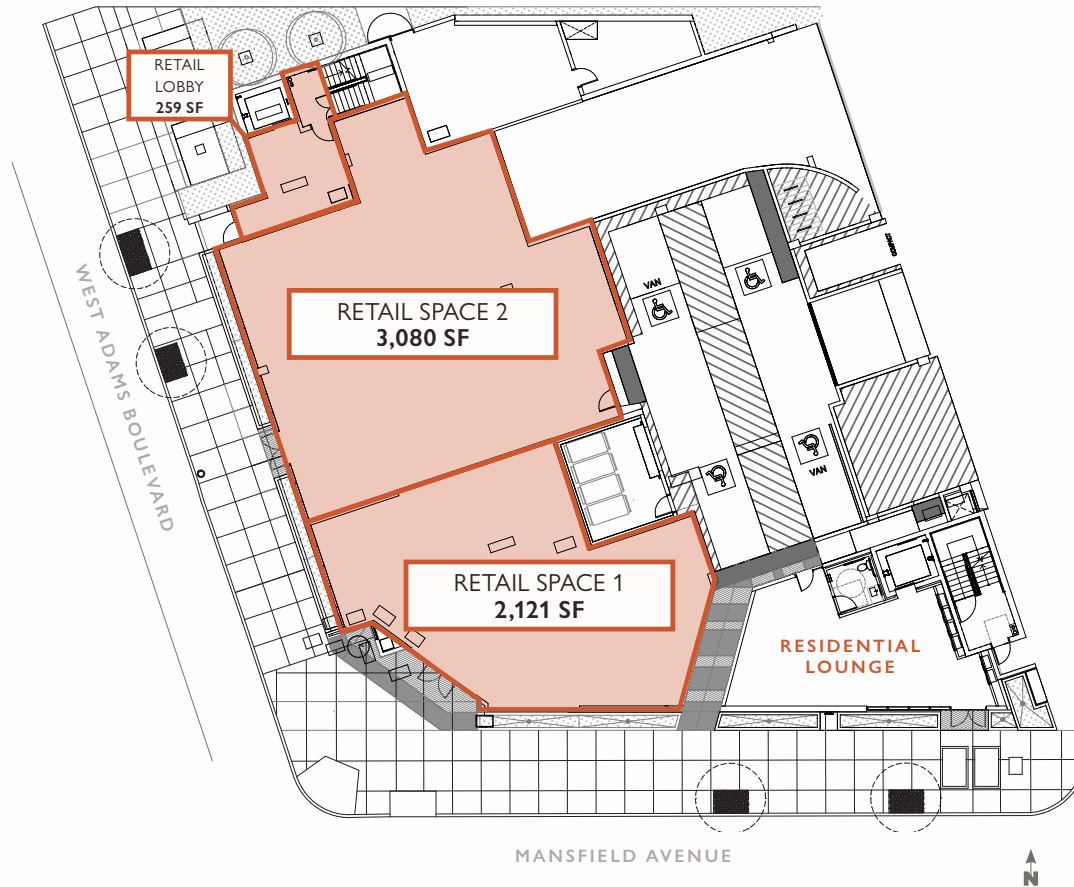 RETAIL
LOBBY
259 SF
VAN
RETAIL SPACE 2
3,080 SF
WEST ADAMS BOULEVARD
VAN
RETAIL SPACE 1
2,121 SF
RESIDENTIAL
LOUNGE
MANSFIELD AVENUE
N